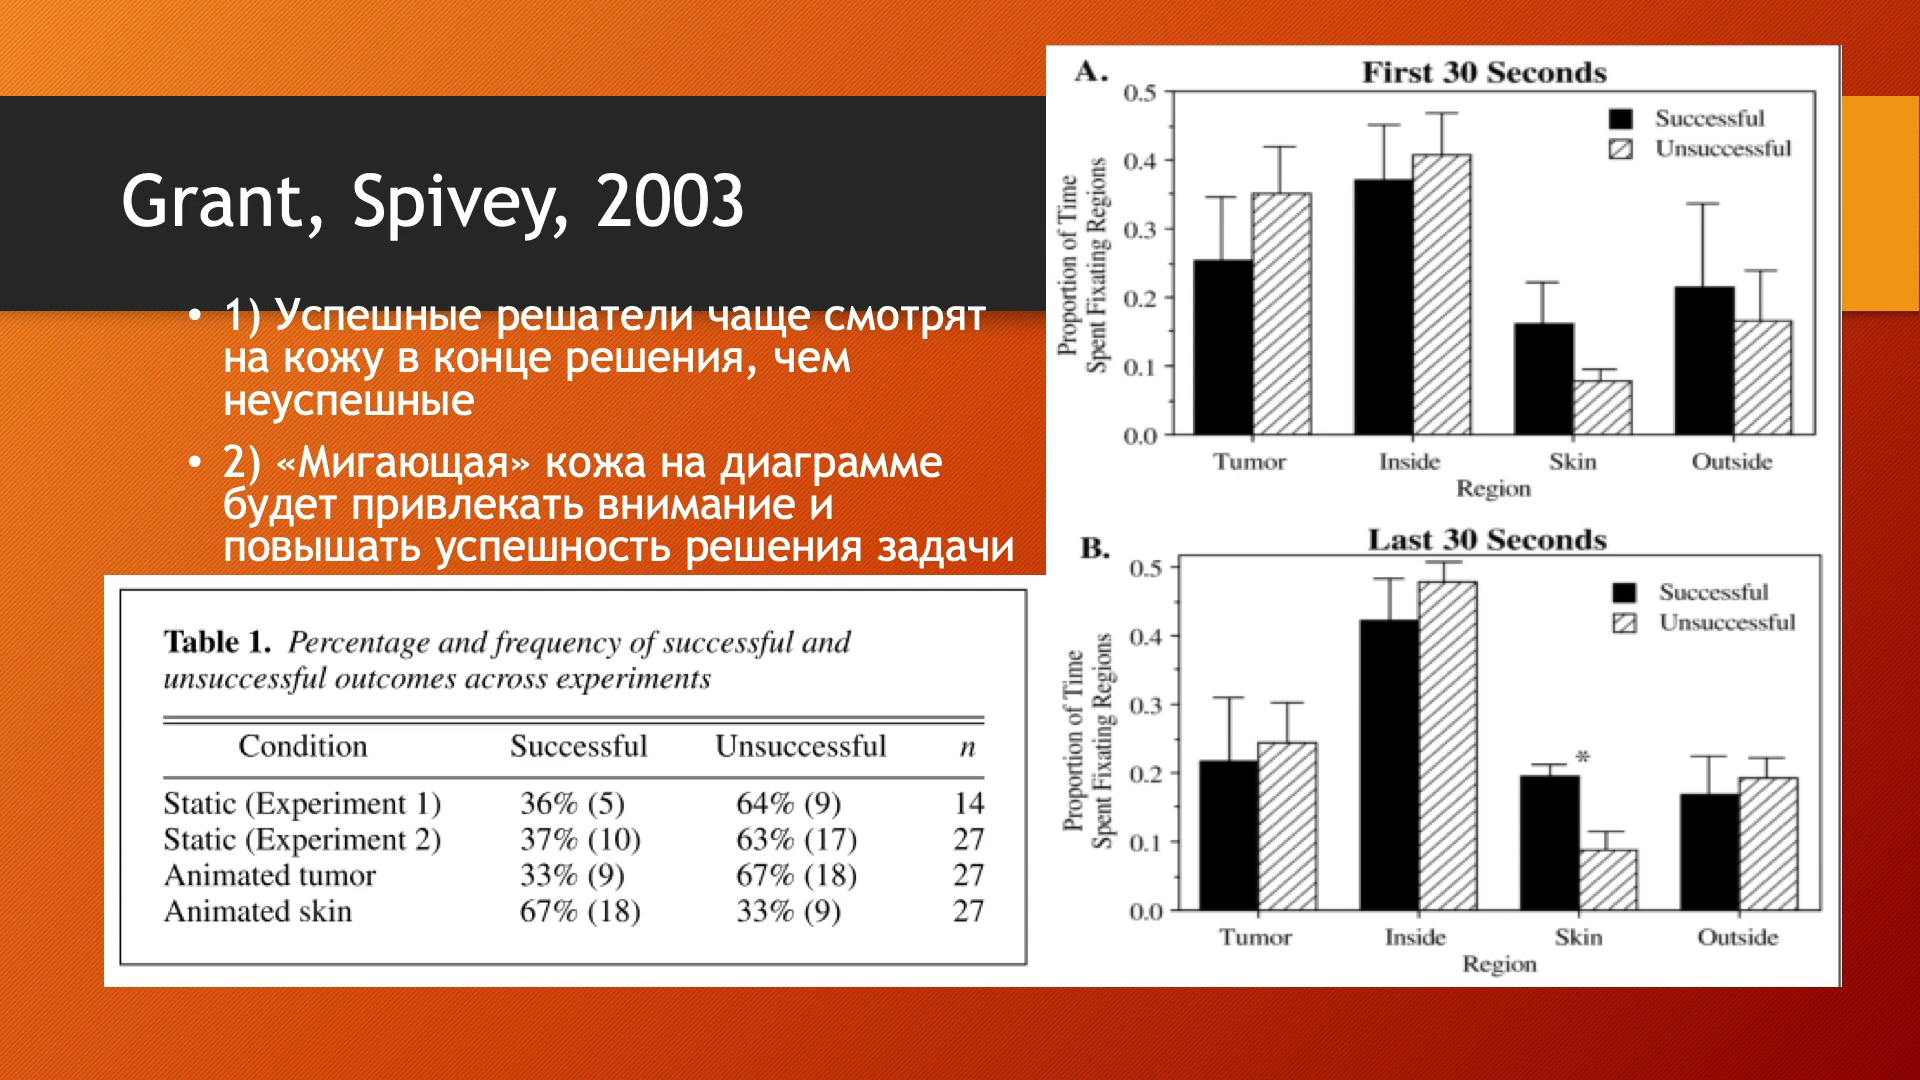 Grant, Spivey, 2003
• 1) Успешные решатели чаще смотрят
на кожу в конце решения, чем
неуспешные
• 2) «Мигающая» кожа на диаграмме
будет привлекать внимание и
повышать успешность решения задачи
Table 1. Percentage and frequency of successful and
unsuccessful outcomes across experiments
Condition Successful Unsuccessful n
Static (Experiment 1) 36% (5) 64% (9) 14
Static (Experiment 2) 37% (10) 63% (17) 27
Animated tumor 33% (9) 67% (18) 27
Animated skin 67% (18) 33% (9) 27
A. First 30 Seconds
Proportion of Time
Spent Fixating Regions
0.5
0.4
0.3
0.2
0.1
0.0
Successful
Unsuccessful
Tumor Inside Skin Outside
Region
B. Last 30 Seconds
Proportion of Time
Spent Fixating Regions
0.5
0.4
0.3
0.2
0.1
0.0
Successful
Unsuccessful
*
Tumor Inside Skin Outside
Region